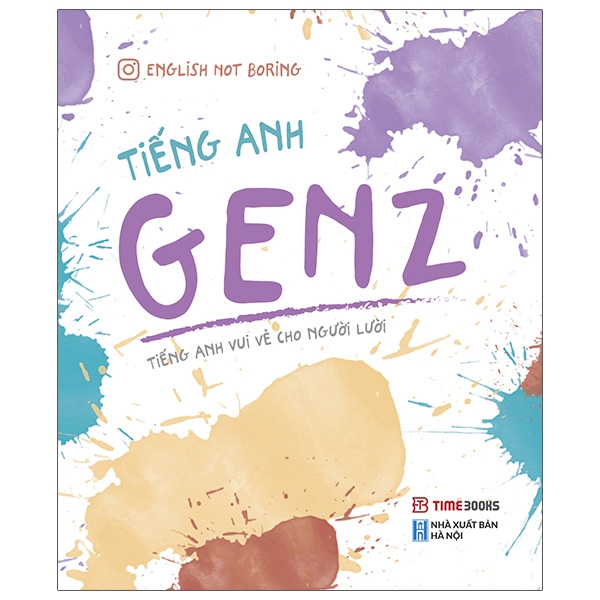 ENGLISH NOT BORING
TIẾNG ANH
GENZ
TIẾNG ANH VUI VẺ CHO NGƯỜI LƯỜI
TB TIMEBOOKS
NHÀ XUẤT BẢN
HÀ NỘI